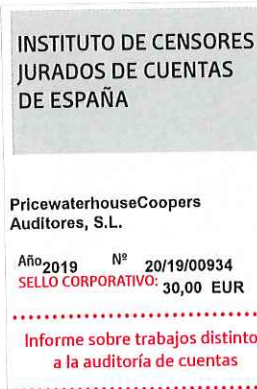 INSTITUTO DE CENSORES
JURADOS DE CUENTAS
DE ESPAÑA
PricewaterhouseCoopers
Auditores, S.L.
Año 2019 Nº 20/19/00934
SELLO CORPORATIVO: 30,00 EUR
Informe sobre trabajos distinto
a la auditoría de cuentas